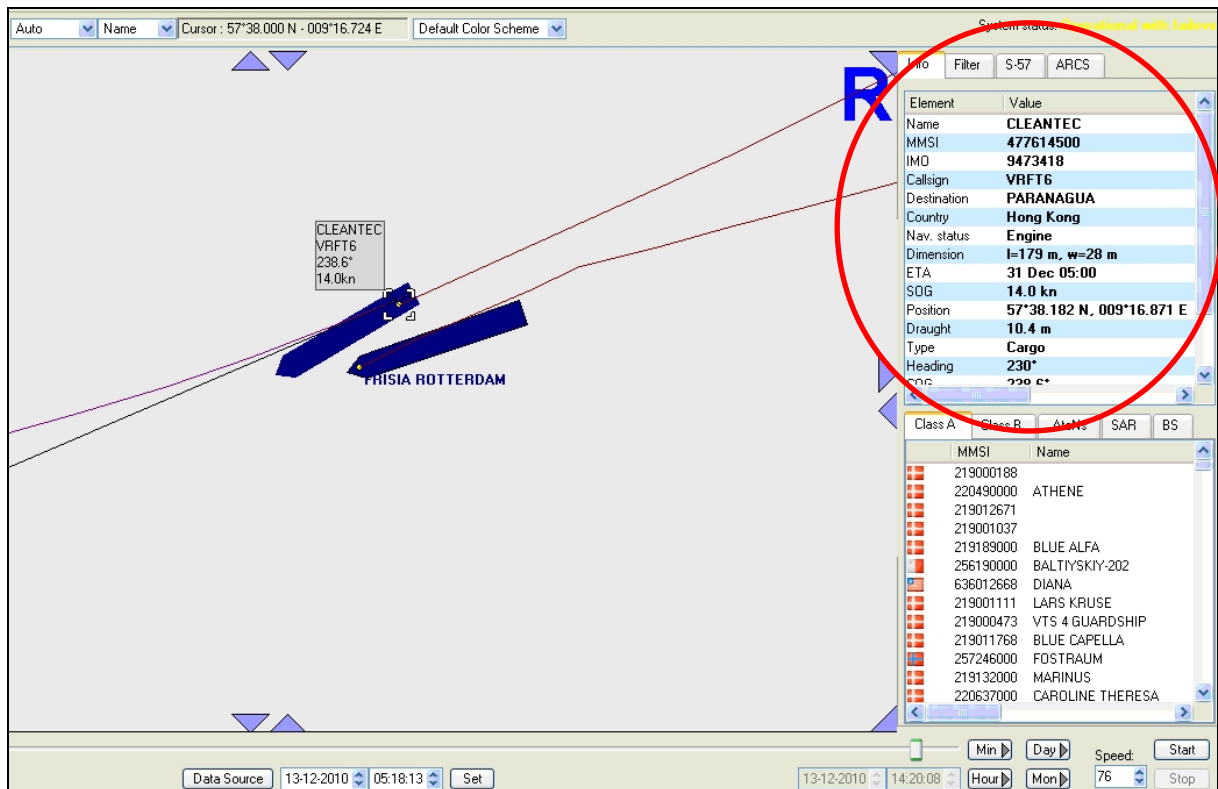 Auto Name Cursor : 57°38.000 N - 009°16.724 E Default Color Scheme System status: Operational with failove
R
CLEANTEC
VRFT6
238.6°
14.0kn
FRISIA ROTTERDAM
Info Filter S-57 ARCS
Element Value
Name CLEANTEC
MMSI 477614500
IMO 9473418
Callsign VRFT6
Destination PARANAGUA
Country Hong Kong
Nav. status Engine
Dimension l=179 m, w=28 m
ETA 31 Dec 05:00
SOG 14.0 kn
Position 57°38.182 N, 009°16.871 E
Draught 10.4 m
Type Cargo
Heading 230°
COG 238.6°
Class A Class B AtoNs SAR BS
MMSI Name
219000188
220490000 ATHENE
219012671
219001037
219189000 BLUE ALFA
256190000 BALTIYSKIY-202
636012668 DIANA
219001111 LARS KRUSE
219000473 VTS 4 GUARDSHIP
219011768 BLUE CAPELLA
257246000 FOSTRAUM
219132000 MARINUS
220637000 CAROLINE THERESA
Min Day Speed: Start
Data Source 13-12-2010 05:18:13 Set 13-12-2010 14:20:08 Hour Mon 76 Stop